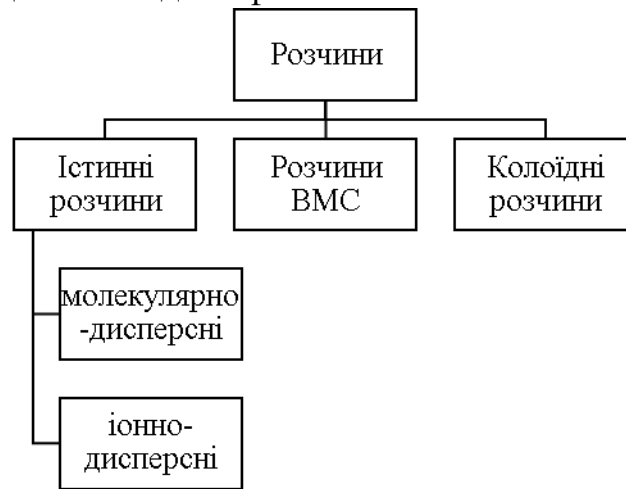 Розчини
Істинні
розчини
Розчини
ВМС
Колоїдні
розчини
молекулярно
-дисперсні
іонно-
дисперсні